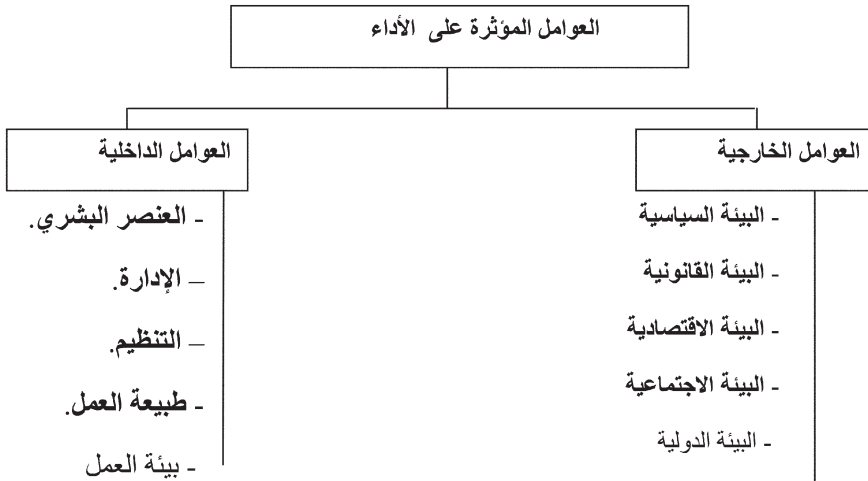 العوامل المؤثرة على الأداء
العوامل الخارجية
- البيئة السياسية
- البيئة القانونية
- البيئة الاقتصادية
- البيئة الاجتماعية
- البيئة الدولية
العوامل الداخلية
- العنصر البشري.
– الإدارة.
– التنظيم.
- طبيعة العمل.
- بيئة العمل